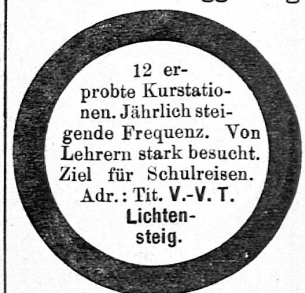 12 er-
probte Kurstatio-
nen. Jährlich stei-
gende Frequenz. Von
Lehrern stark besucht.
Ziel für Schulreisen.
Adr.: Tit. V.-V. T.
Lichten-
steig.